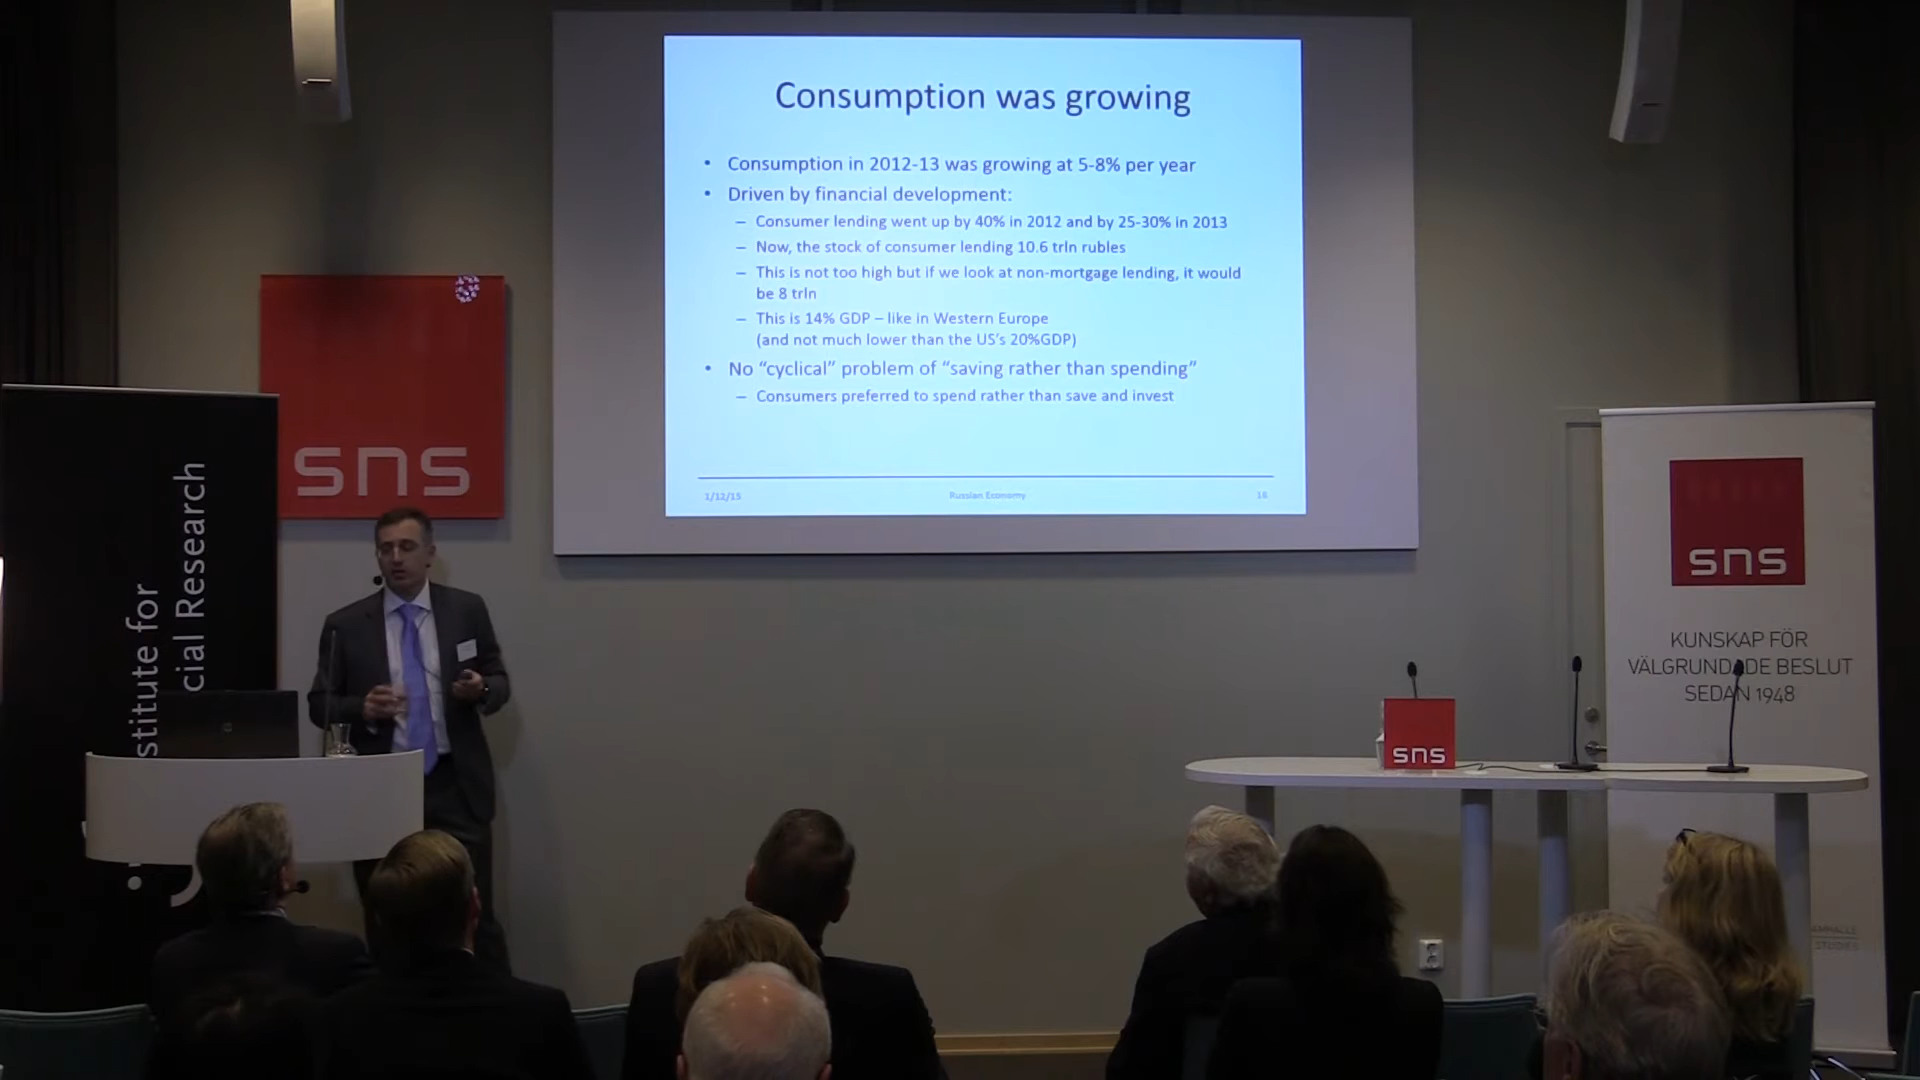 Consumption was growing
• Consumption in 2012-13 was growing at 5-8% per year
• Driven by financial development:
– Consumer lending went up by 40% in 2012 and by 25-30% in 2013
– Now, the stock of consumer lending 10.6 trln rubles
– This is not too high but if we look at non-mortgage lending, it would
be 8 trln
– This is 14% GDP – like in Western Europe
(and not much lower than the US's 20%GDP)
• No “cyclical” problem of “saving rather than spending”
– Consumers preferred to spend rather than save and invest
1/12/15
Russian Economy
16
sns
stitute for
cial Research
sns
KUNSKAP FÖR
VÄLGRUNDADE BESLUT
SEDAN 1948
sns
STUDIES